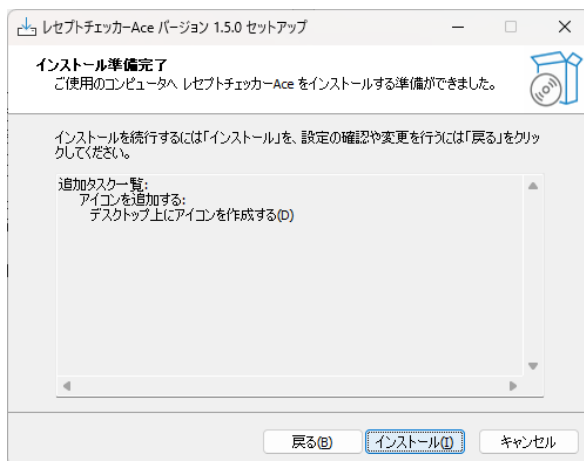 レセプトチェッカーAce バージョン 1.5.0 セットアップ
インストール準備完了
ご使用のコンピュータへ レセプトチェッカーAce をインストールする準備ができました。
インストールを続行するには「インストール」を、設定の確認や変更を行うには「戻る」をクリッ
クしてください。
追加タスク一覧:
アイコンを追加する:
デスクトップ上にアイコンを作成する(D)
戻る(B)
インストール(I)
キャンセル